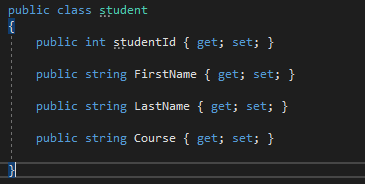 public class student
{
public int studentId { get; set; }
public string FirstName { get; set; }
public string LastName { get; set; }
public string Course { get; set; }
}